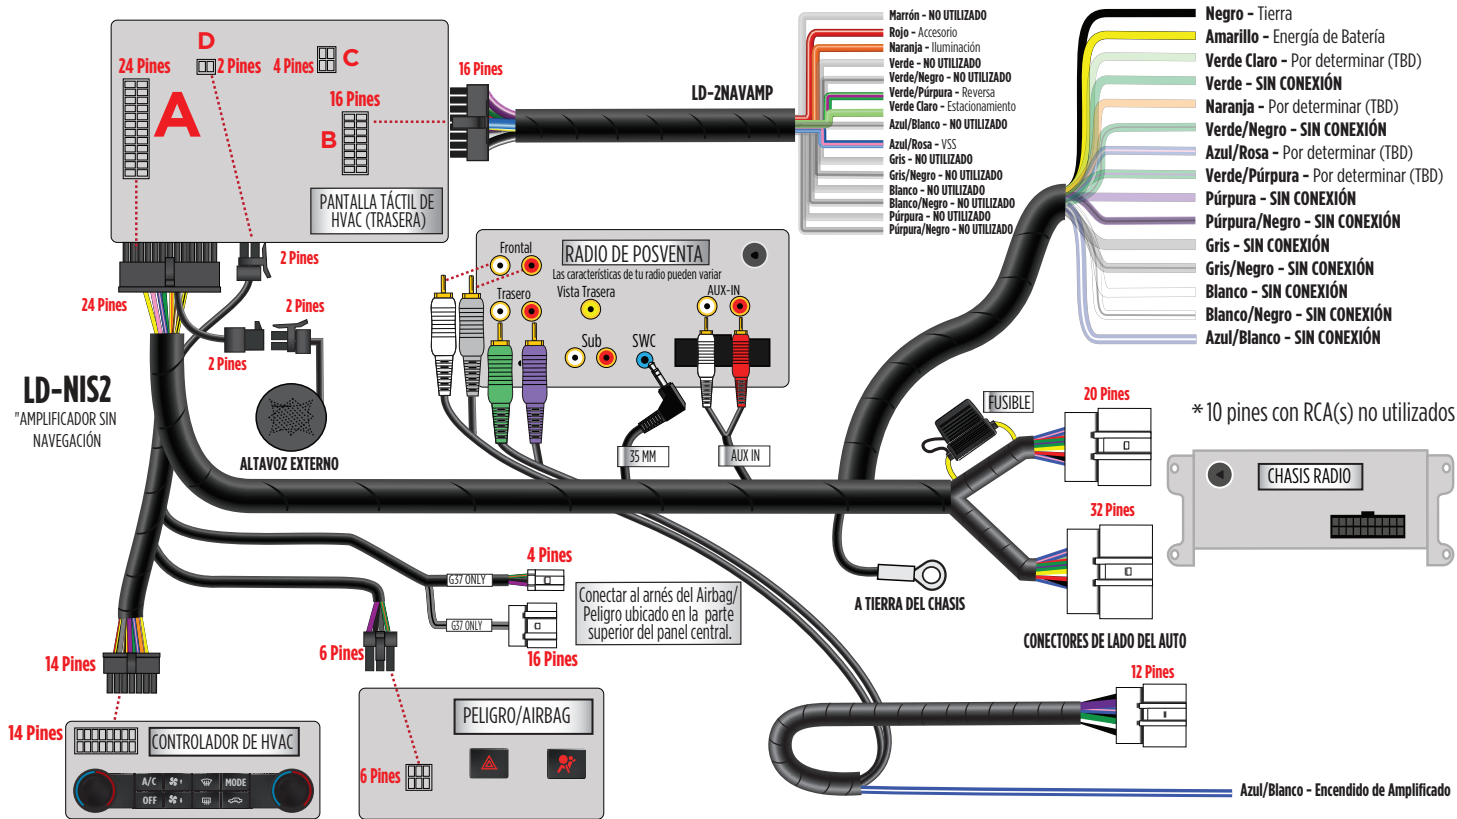 D
24 Pines
2 Pines
4 Pines
C
A
16 Pines
B
PANTALLA TÁCTIL DE
HVAC (TRASERA)
16 Pines
LD-2NAVAMP
Marrón - NO UTILIZADO
Rojo - Accesorio
Naranja - Iluminación
Verde - NO UTILIZADO
Verde/Negro - NO UTILIZADO
Verde/Púrpura - Reversa
Verde Claro - Estacionamiento
Azul/Blanco - NO UTILIZADO
Azul/Rosa - VSS
Gris - NO UTILIZADO
Gris/Negro - NO UTILIZADO
Blanco - NO UTILIZADO
Blanco/Negro - NO UTILIZADO
Púrpura - NO UTILIZADO
Púrpura/Negro - NO UTILIZADO
Negro - Tierra
Amarillo - Energía de Batería
Verde Claro - Por determinar (TBD)
Verde - SIN CONEXIÓN
Naranja - Por determinar (TBD)
Verde/Negro - SIN CONEXIÓN
Azul/Rosa - Por determinar (TBD)
Verde/Púrpura - Por determinar (TBD)
Púrpura - SIN CONEXIÓN
Púrpura/Negro - SIN CONEXIÓN
Gris - SIN CONEXIÓN
Gris/Negro - SIN CONEXIÓN
Blanco - SIN CONEXIÓN
Blanco/Negro - SIN CONEXIÓN
Azul/Blanco - SIN CONEXIÓN
2 Pines
24 Pines
2 Pines
2 Pines
LD-NIS2
"AMPLIFICADOR SIN
NAVEGACIÓN
ALTAVOZ EXTERNO
Frontal
RADIO DE POSVENTA
Las características de tu radio pueden variar
Trasero
Vista Trasera
AUX-IN
Sub
SWC
35 MM
AUX IN
FUSIBLE
20 Pines
*10 pines con RCA(s) no utilizados
CHASIS RADIO
32 Pines
A TIERRA DEL CHASIS
CONECTORES DE LADO DEL AUTO
12 Pines
G37 ONLY
4 Pines
G37 ONLY
16 Pines
Conectar al arnés del Airbag/
Peligro ubicado en la parte
superior del panel central.
14 Pines
6 Pines
14 Pines
CONTROLADOR DE HVAC
A/C
MODE
OFF
PELIGRO/AIRBAG
6 Pines
Azul/Blanco - Encendido de Amplificado